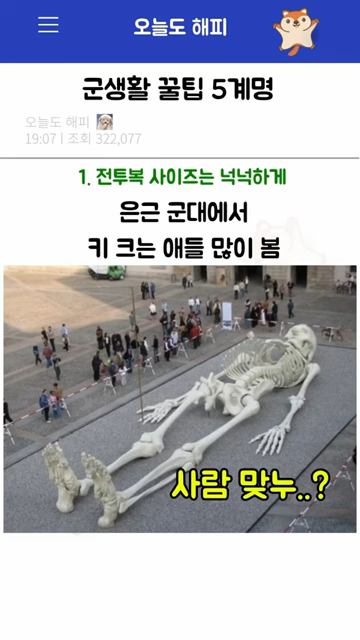 오늘도 해피
군생활 꿀팁 5계명
오늘도 해피
19:07 | 조회 322,077
1. 전투복 사이즈는 넉넉하게
은근 군대에서
키 크는 애들 많이 봄
사람 맞누..?